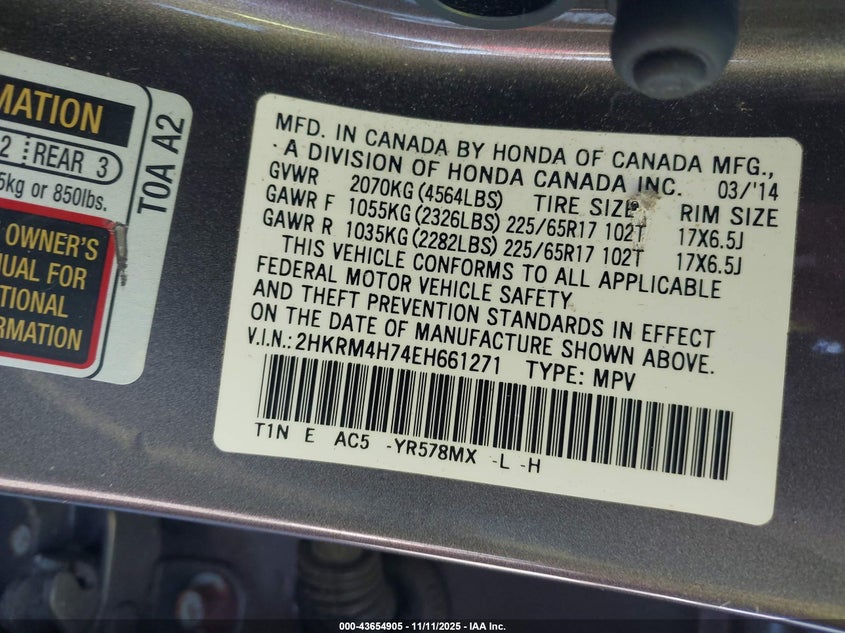 MATION
2 REAR 3
5kg or 850lbs.
OWNER'S
UAL FOR
TIONAL
RMATION
TOA A2
MFD. IN CANADA BY HONDA OF CANADA MFG.,
A DIVISION OF HONDA CANADA INC. 03/'14
GVWR 2070KG (4564LBS) TIRE SIZE RIM SIZE
GAWR F 1055KG (2326LBS) 225/65R17 102T 17X6.5J
GAWR R 1035KG (2282LBS) 225/65R17 102T 17X6.5J
THIS VEHICLE CONFORMS TO ALL APPLICABLE
FEDERAL MOTOR VEHICLE SAFETY
AND THEFT PREVENTION STANDARDS IN EFFECT
ON THE DATE OF MANUFACTURE SHOWN ABOVE.
V.I.N.: 2HKRM4H74EH661271 TYPE: MPV
T1N E AC5 -YR578MX -L -H
000-43654905 - 11/11/2025 - IAA Inc.